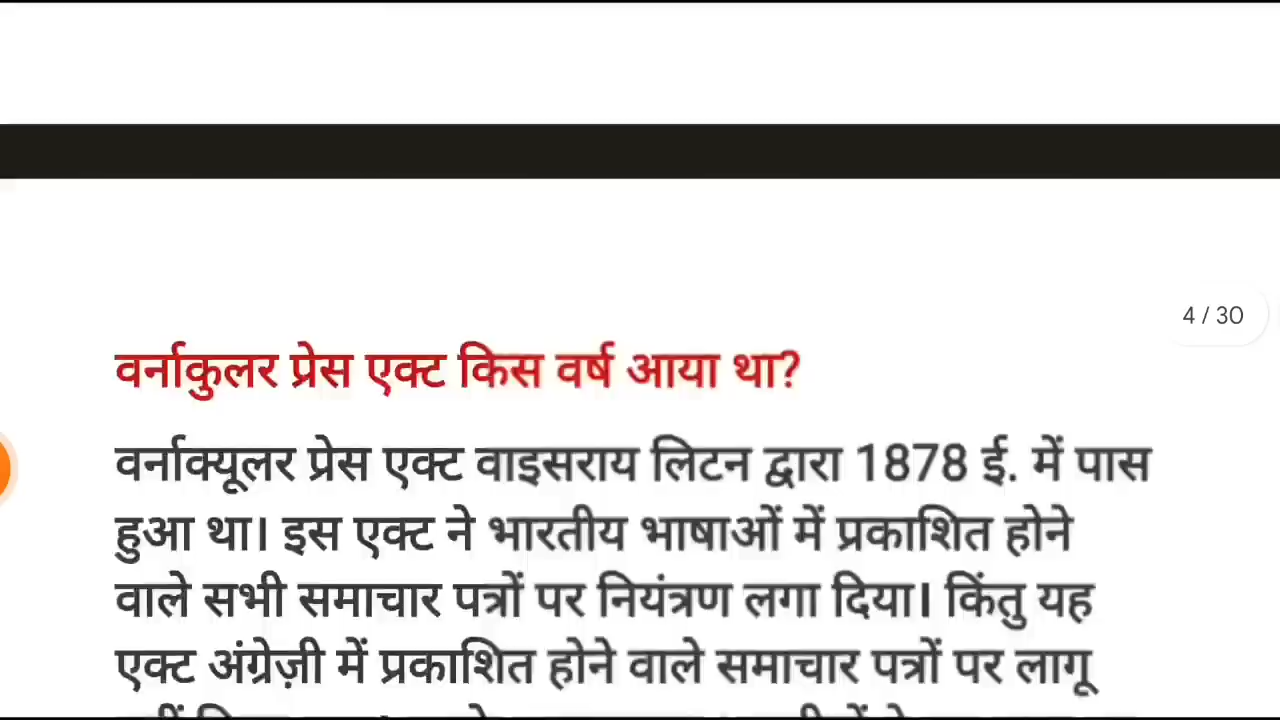 4 / 30
वर्नाकुलर प्रेस एक्ट किस वर्ष आया था?
वर्नाक्यूलर प्रेस एक्ट वाइसराय लिटन द्वारा 1878 ई. में पास
हुआ था। इस एक्ट ने भारतीय भाषाओं में प्रकाशित होने
वाले सभी समाचार पत्रों पर नियंत्रण लगा दिया। किंतु यह
एक्ट अंग्रेज़ी में प्रकाशित होने वाले समाचार पत्रों पर लागू